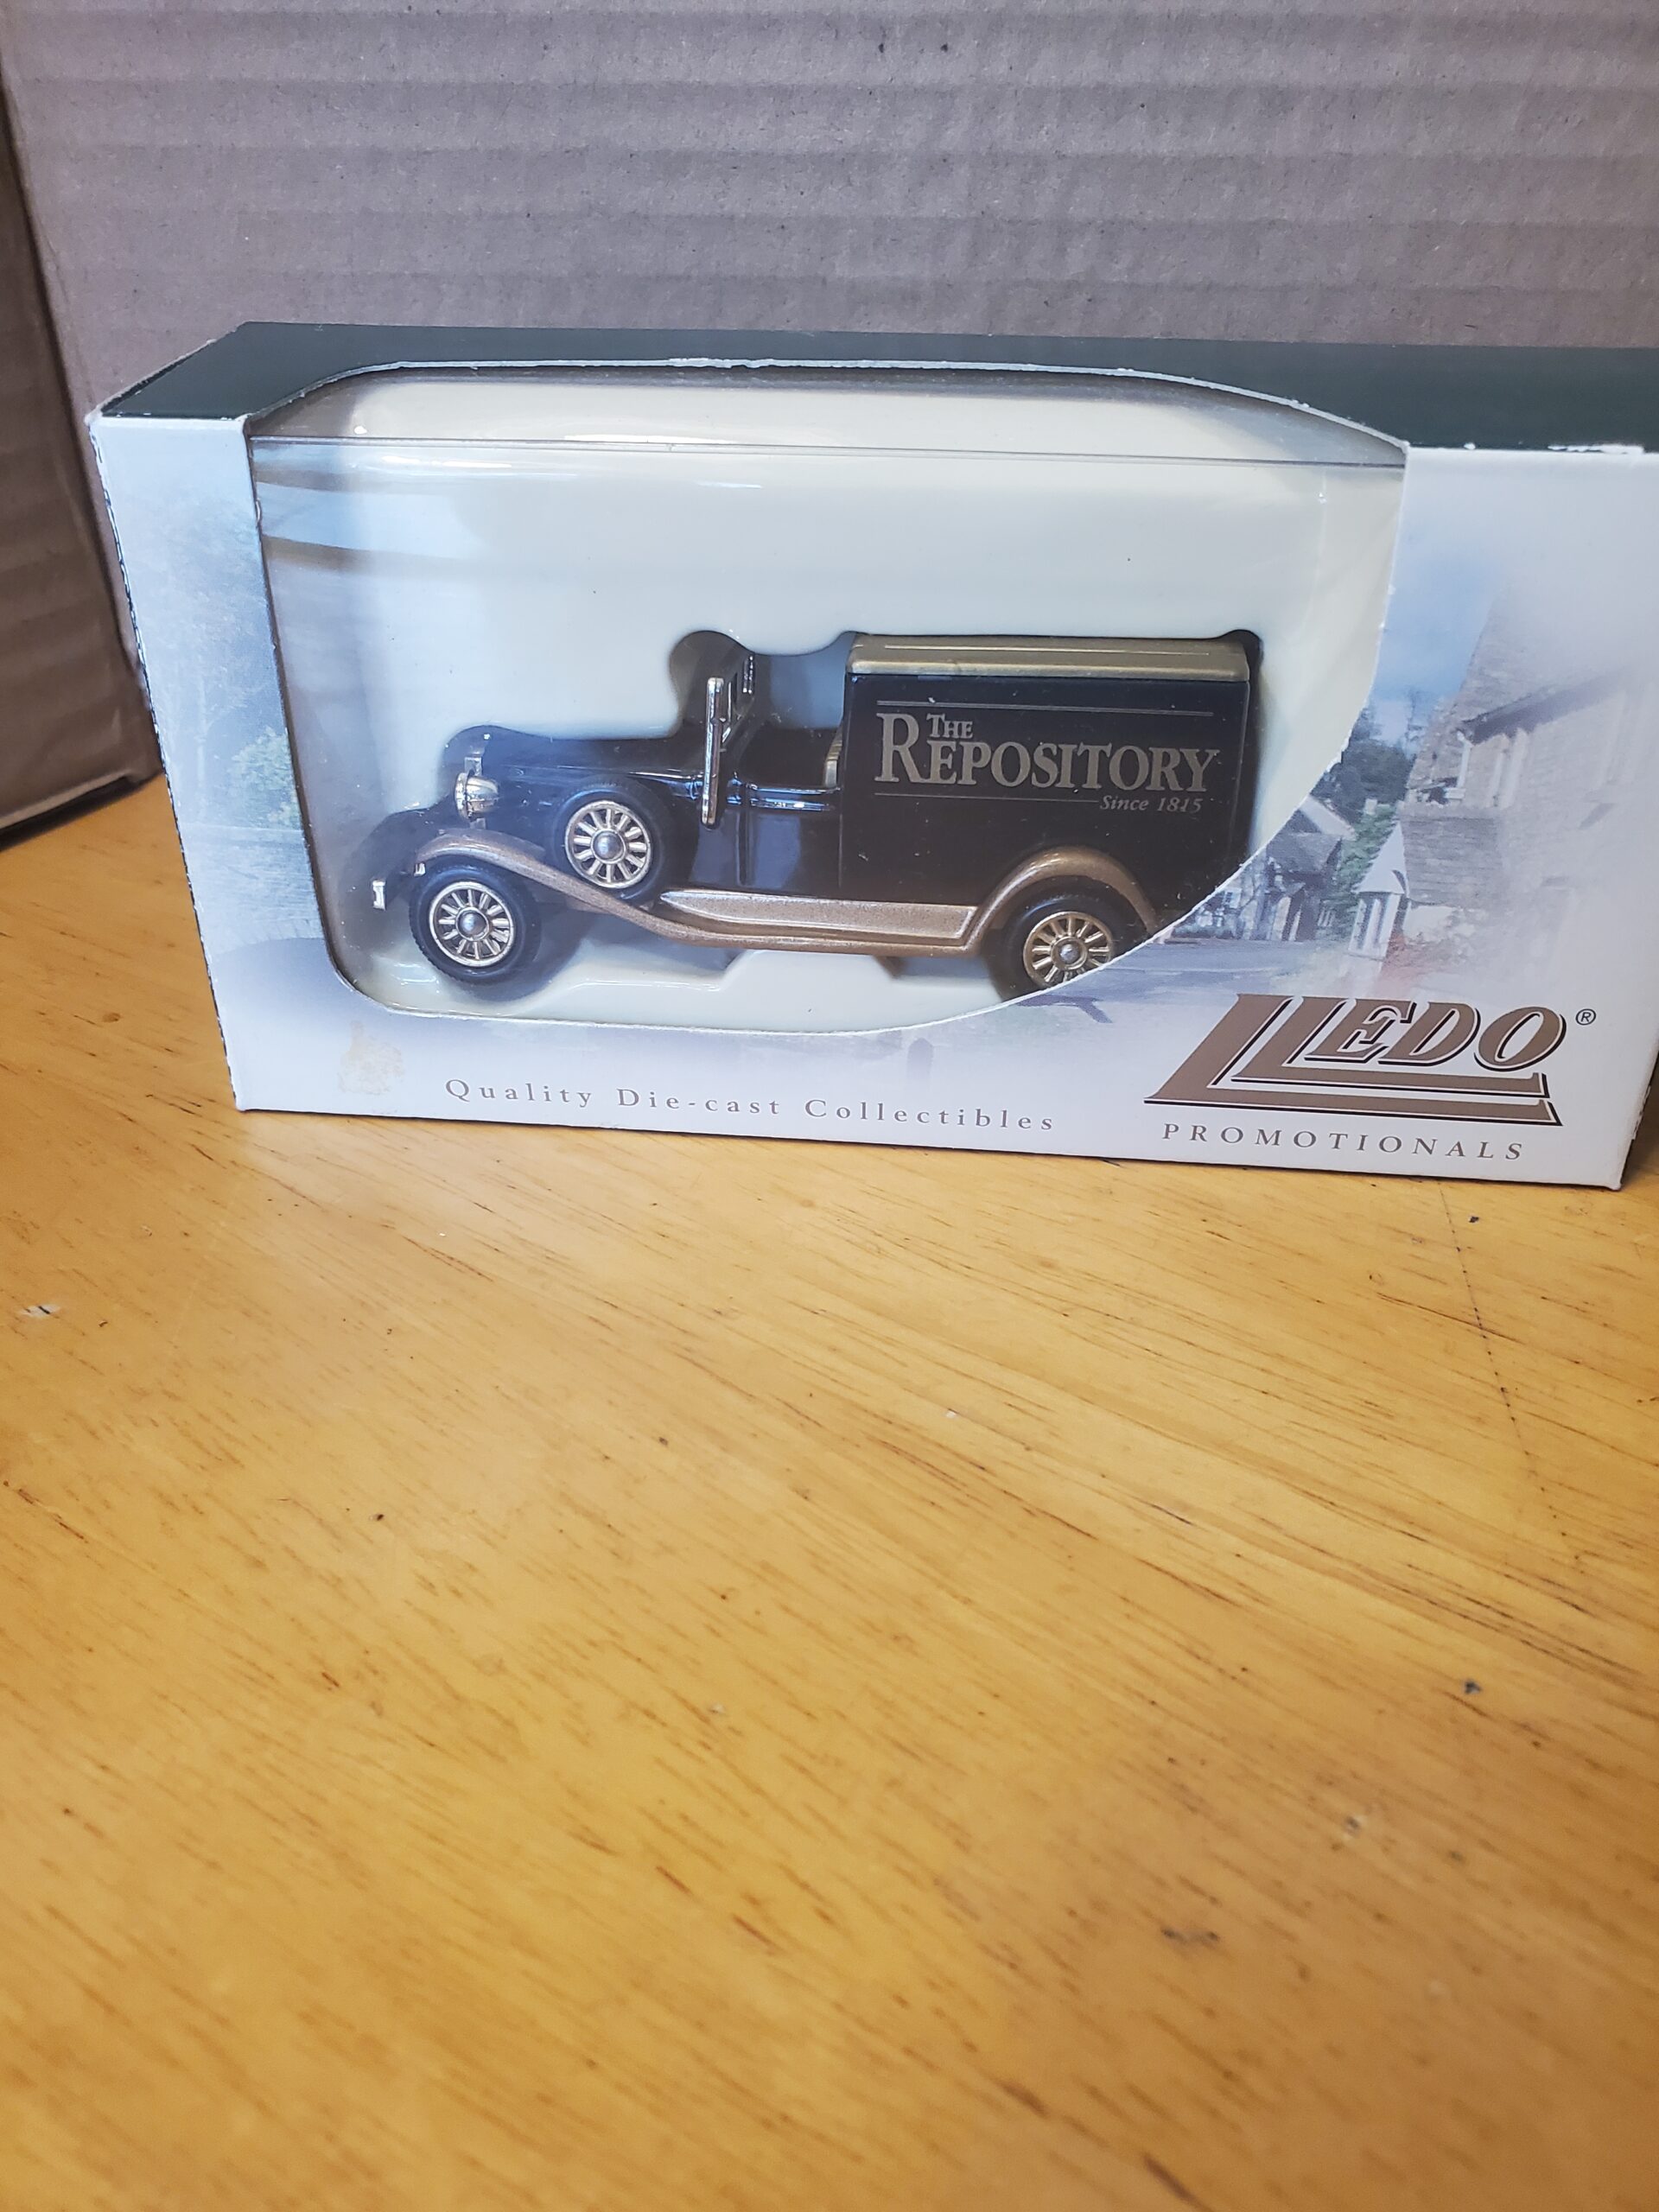 THE
REPOSITORY
Since 1815
LLEDO®
Quality Die-cast Collectibles
PROMOTIONALS